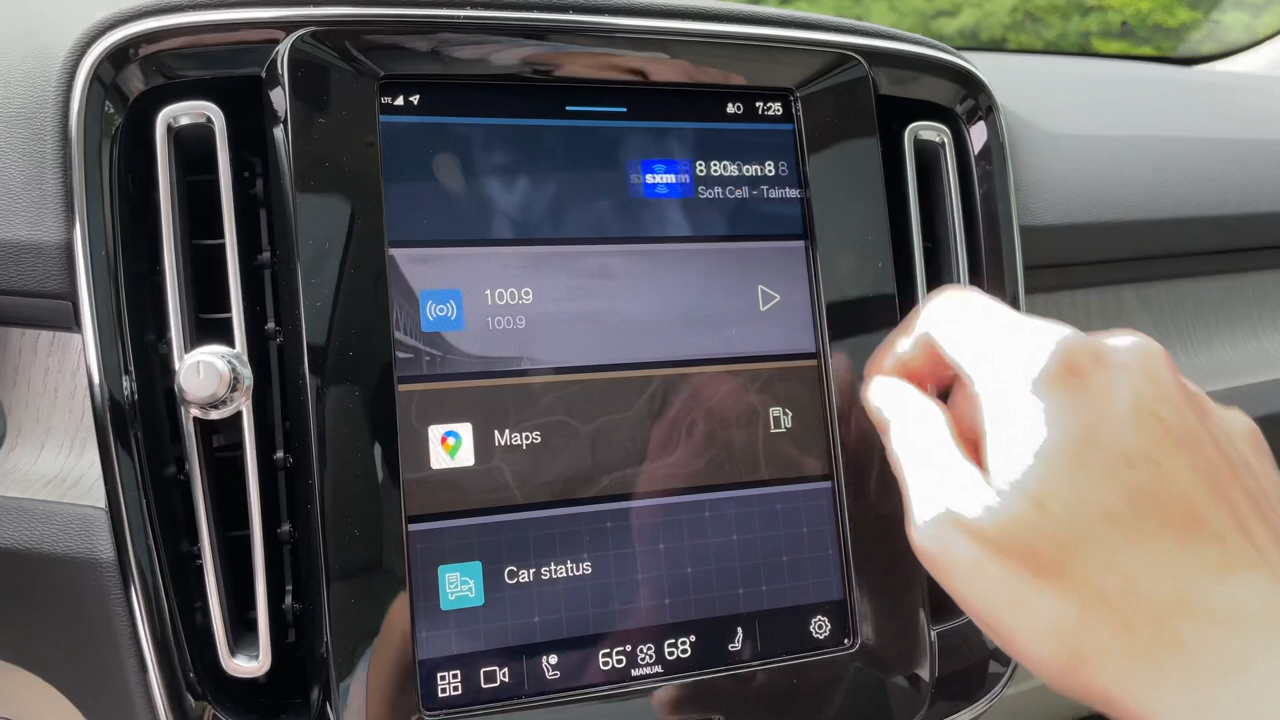 LTE
7:25
sxm
8 80s on 8
Soft Cell - Tainted
100.9
100.9
Maps
Car status
66° 68°
MANUAL